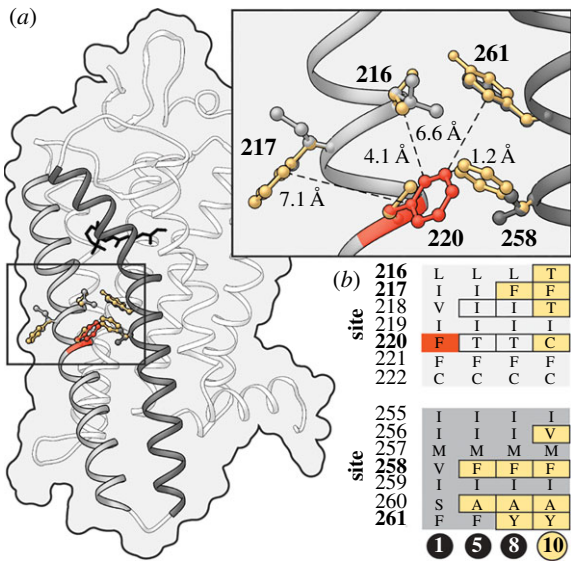 (a)
216
261
217
6.6 Å
4.1 Å
1.2 Å
7.1 Å
220
258
(b)
site
216 L L L T
217 I I F F
218 V I I T
219 I I I I
220 F T T C
221 F F F F
222 C C C C
site
255 I I I I
256 I I I V
257 M M M M
258 V F F F
259 I I I I
260 S A A A
261 F F Y Y
1 5 8 10